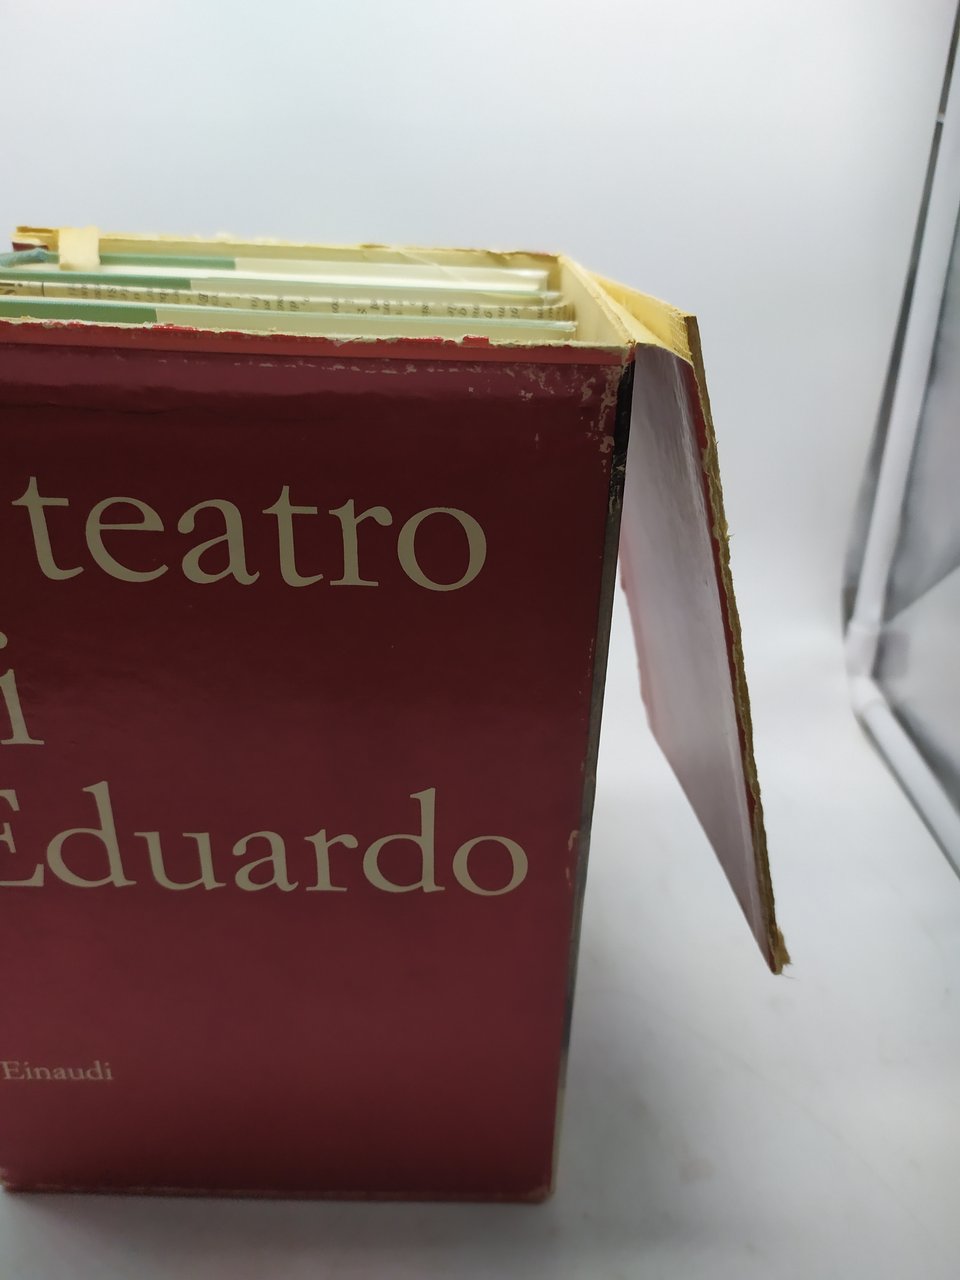 teatro
i
Eduardo
Einaudi